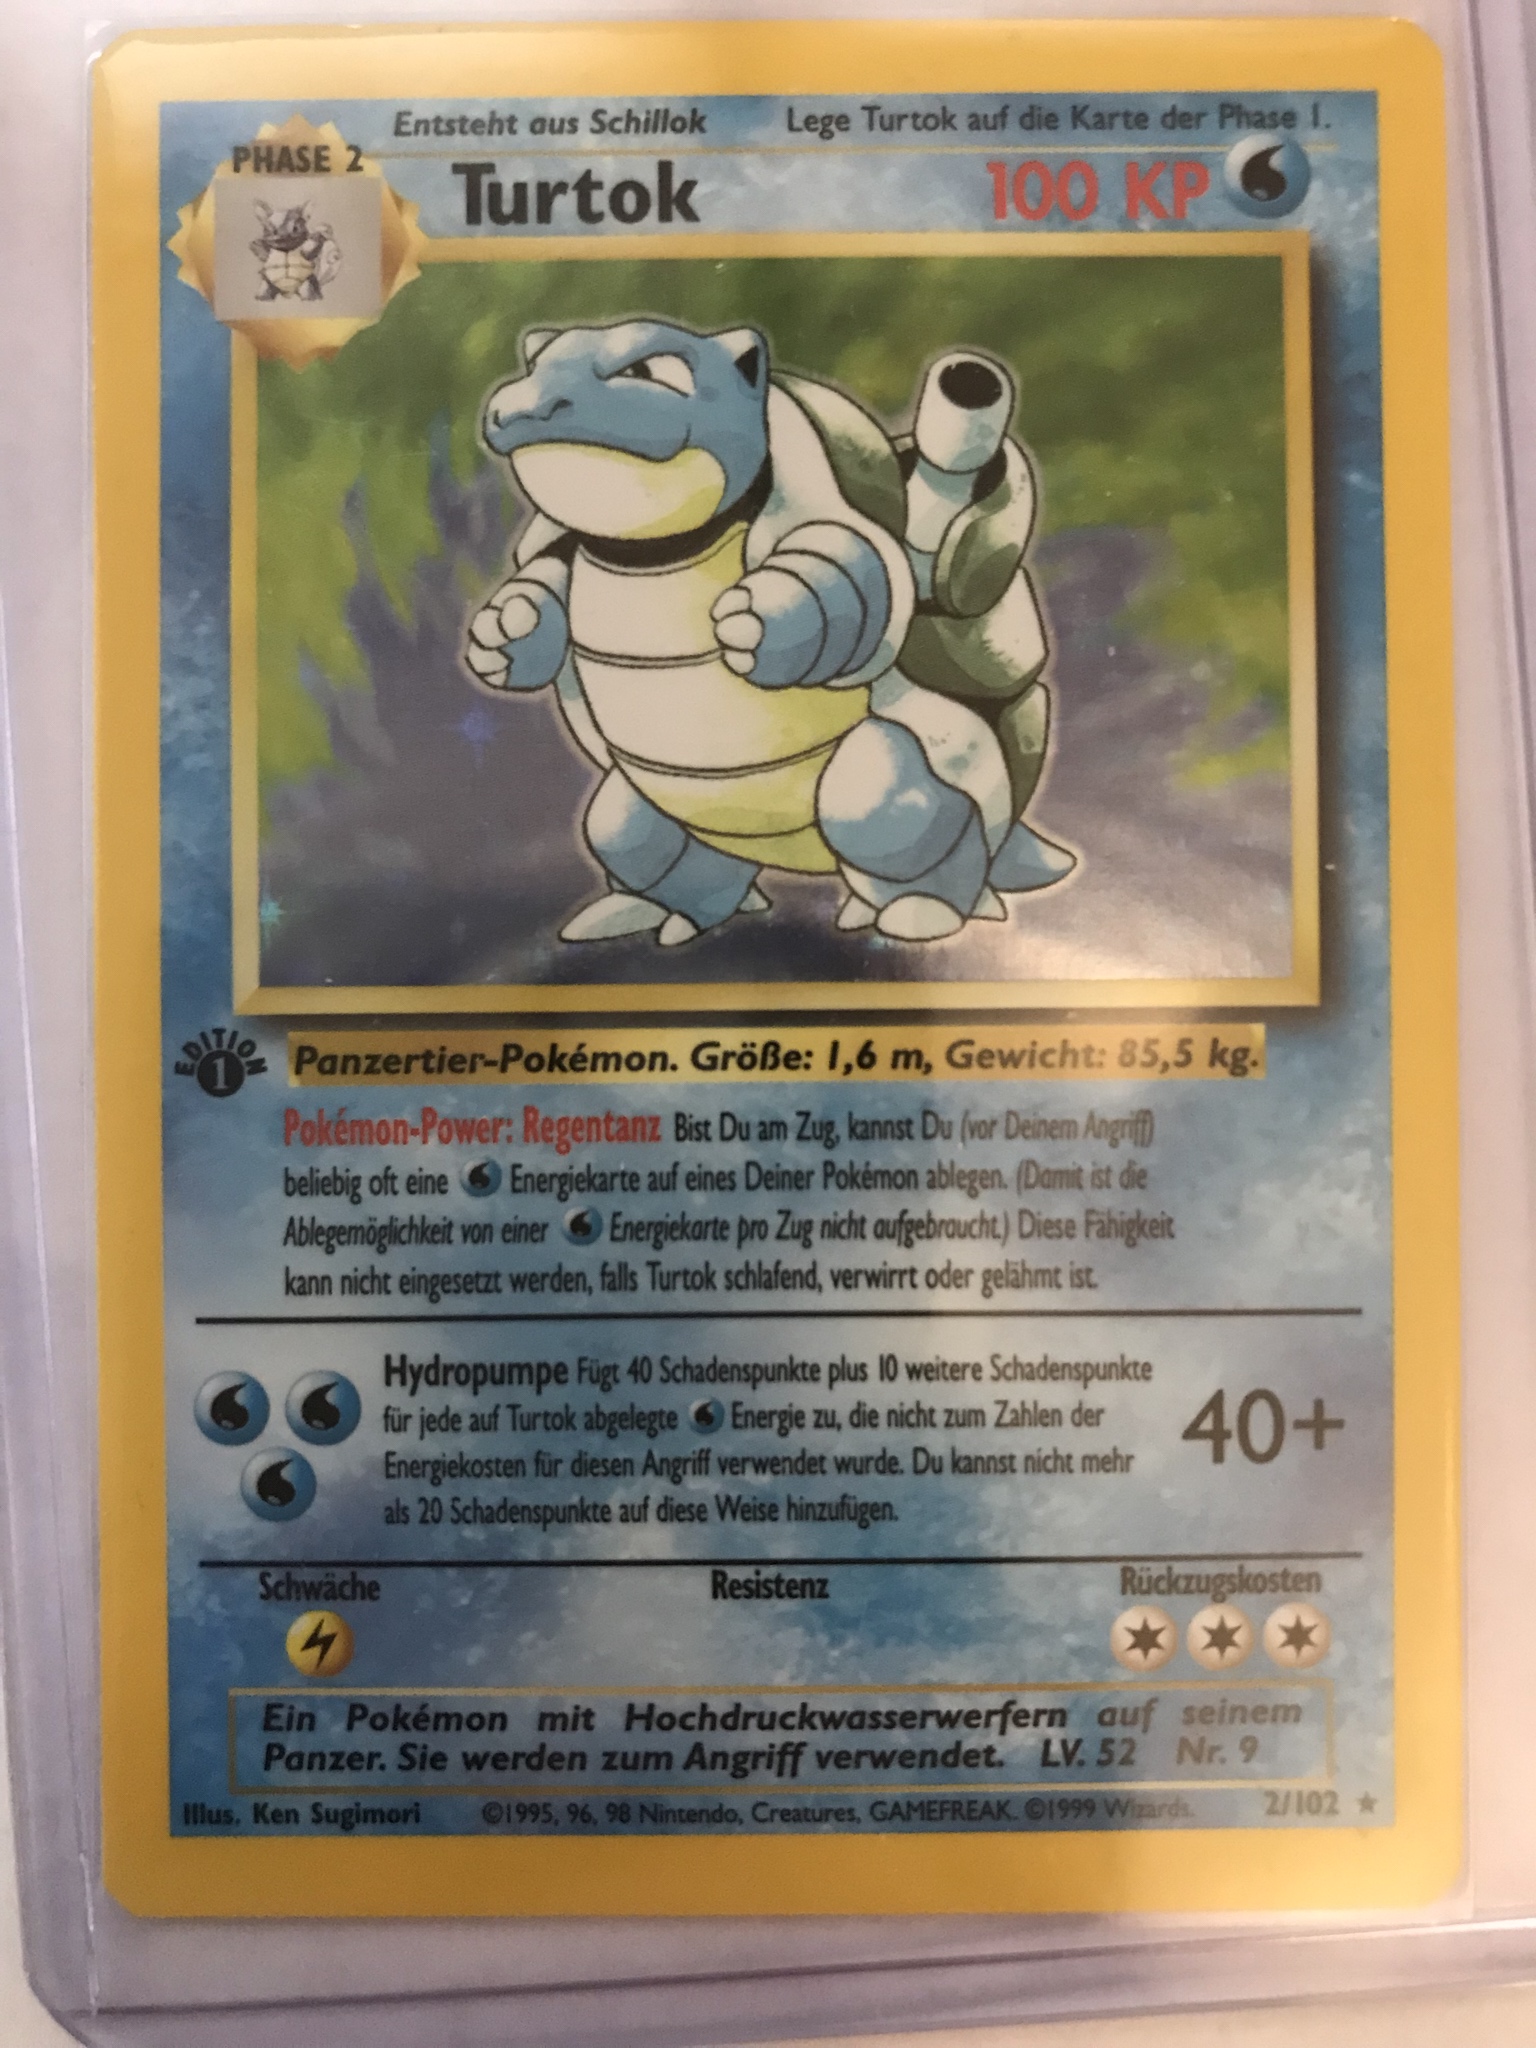 Entsteht aus Schillok Lege Turtok auf die Karte der Phase 1.
PHASE 2
Turtok 100 KP
EDITION
1
Panzertier-Pokémon. Größe: 1,6 m, Gewicht: 85,5 kg.
Pokémon-Power: Regentanz Bist Du am Zug, kannst Du (vor Deinem Angriff)
beliebig oft eine Energiekarte auf eines Deiner Pokémon ablegen. (Damit ist die
Ablegemöglichkeit von einer Energiekarte pro Zug nicht aufgebraucht.) Diese Fähigkeit
kann nicht eingesetzt werden, falls Turtok schlafend, verwirrt oder gelähmt ist.
Hydropumpe Fügt 40 Schadenspunkte plus 10 weitere Schadenspunkte
für jede auf Turtok abgelegte Energie zu, die nicht zum Zahlen der
Energiekosten für diesen Angriff verwendet wurde. Du kannst nicht mehr
als 20 Schadenspunkte auf diese Weise hinzufügen.
40+
Schwäche Resistenz Rückzugskosten
Ein Pokémon mit Hochdruckwasserwerfern auf seinem
Panzer. Sie werden zum Angriff verwendet. LV. 52 Nr. 9
Illus. Ken Sugimori ©1995, 96, 98 Nintendo, Creatures, GAMEFREAK. ©1999 Wizards. 2/102 ★